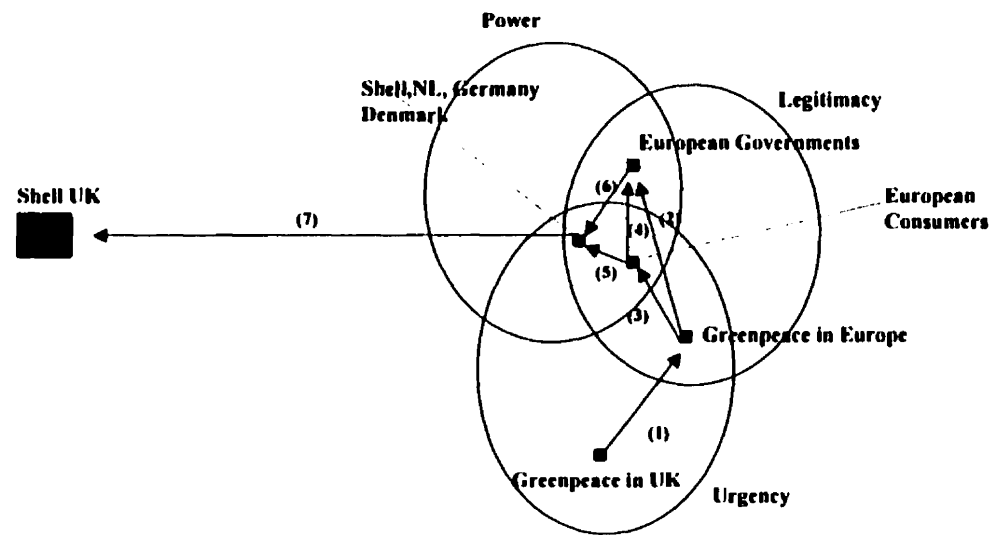 Power
Shell,NL, Germany
Denmark
Legitimacy
European Governments
Shell UK
European
Consumers
(6)
(2)
(7)
(4)
(5)
(3)
Greenpeace in Europe
(1)
Greenpeace in UK
Urgency